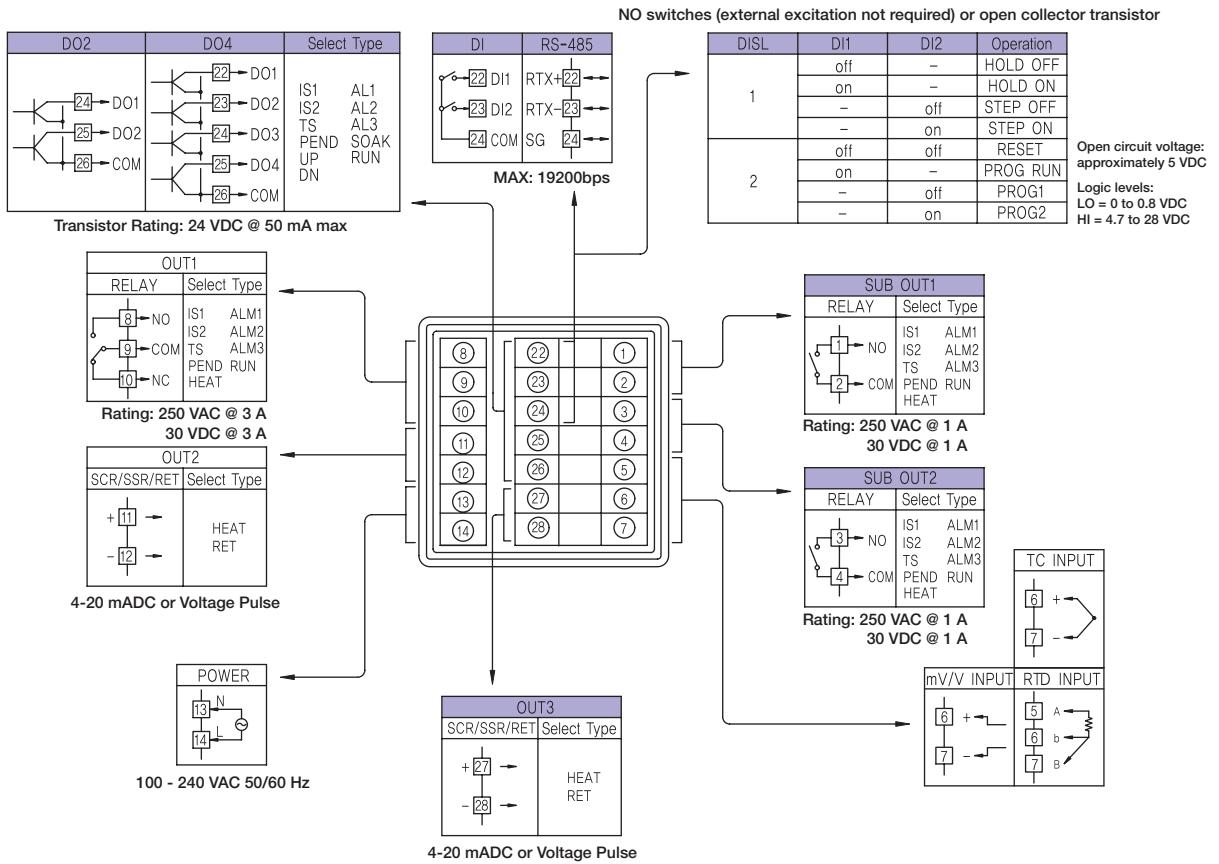 NO switches (external excitation not required) or open collector transistor
DO2 DO4 Select Type
24 DO1
25 DO2
26 COM
22 DO1
23 DO2
24 DO3
25 DO4
26 COM
IS1 AL1
IS2 AL2
TS AL3
PEND SOAK
UP RUN
DN
Transistor Rating: 24 VDC @ 50 mA max
DI RS-485
22 DI1 RTX+ 22
23 DI2 RTX- 23
24 COM SG 24
MAX: 19200bps
DISL DI1 DI2 Operation
1 off – HOLD OFF
on – HOLD ON
– off STEP OFF
– on STEP ON
2 off off RESET
on – PROG RUN
– off PROG1
– on PROG2
Open circuit voltage:
approximately 5 VDC
Logic levels:
LO = 0 to 0.8 VDC
HI = 4.7 to 28 VDC
OUT1
RELAY Select Type
8 NO
9 COM
10 NC
IS1 ALM1
IS2 ALM2
TS ALM3
PEND RUN
HEAT
Rating: 250 VAC @ 3 A
30 VDC @ 3 A
OUT2
SCR/SSR/RET Select Type
+ 11
– 12
HEAT
RET
4-20 mADC or Voltage Pulse
8 22 1
9 23 2
10 24 3
11 25 4
12 26 5
13 27 6
14 28 7
SUB OUT1
RELAY Select Type
1 NO
2 COM
IS1 ALM1
IS2 ALM2
TS ALM3
PEND RUN
HEAT
Rating: 250 VAC @ 1 A
30 VDC @ 1 A
SUB OUT2
RELAY Select Type
3 NO
4 COM
IS1 ALM1
IS2 ALM2
TS ALM3
PEND RUN
HEAT
Rating: 250 VAC @ 1 A
30 VDC @ 1 A
POWER
13 N
14 L
100 - 240 VAC 50/60 Hz
OUT3
SCR/SSR/RET Select Type
+ 27
– 28
HEAT
RET
4-20 mADC or Voltage Pulse
TC INPUT
6 +
7 –
mV/V INPUT RTD INPUT
6 +
7 –
5 A
6 b
7 B